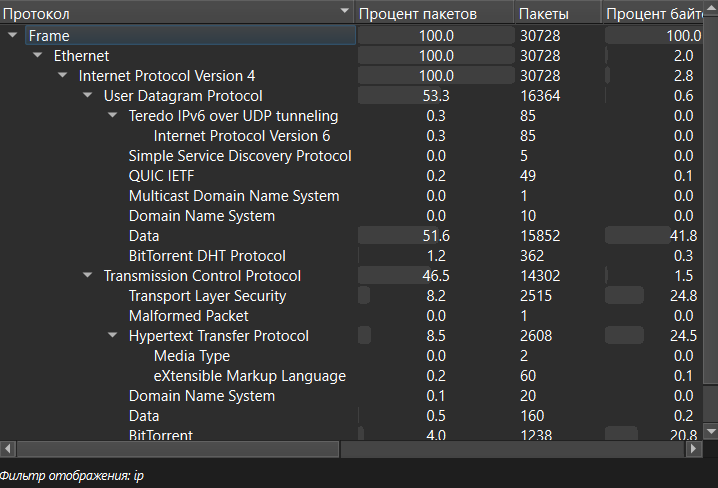 Протокол Процент пакетов Пакеты Процент байтс
Frame 100.0 30728 100.0
Ethernet 100.0 30728 2.0
Internet Protocol Version 4 100.0 30728 2.8
User Datagram Protocol 53.3 16364 0.6
Teredo IPv6 over UDP tunneling 0.3 85 0.0
Internet Protocol Version 6 0.3 85 0.0
Simple Service Discovery Protocol 0.0 5 0.0
QUIC IETF 0.2 49 0.1
Multicast Domain Name System 0.0 1 0.0
Domain Name System 0.0 10 0.0
Data 51.6 15852 41.8
BitTorrent DHT Protocol 1.2 362 0.3
Transmission Control Protocol 46.5 14302 1.5
Transport Layer Security 8.2 2515 24.8
Malformed Packet 0.0 1 0.0
Hypertext Transfer Protocol 8.5 2608 24.5
Media Type 0.0 2 0.0
eXtensible Markup Language 0.2 60 0.1
Domain Name System 0.1 20 0.0
Data 0.5 160 0.2
BitTorrent 4.0 1238 20.8
Фильтр отображения: ip